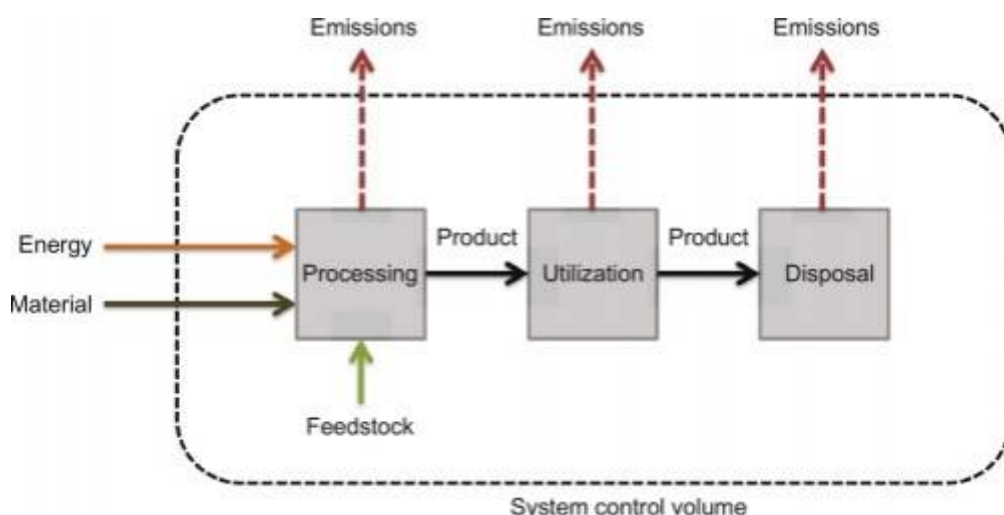 Emissions
Emissions
Emissions
Energy
Product
Product
Processing
Utilization
Disposal
Material
Feedstock
System control volume